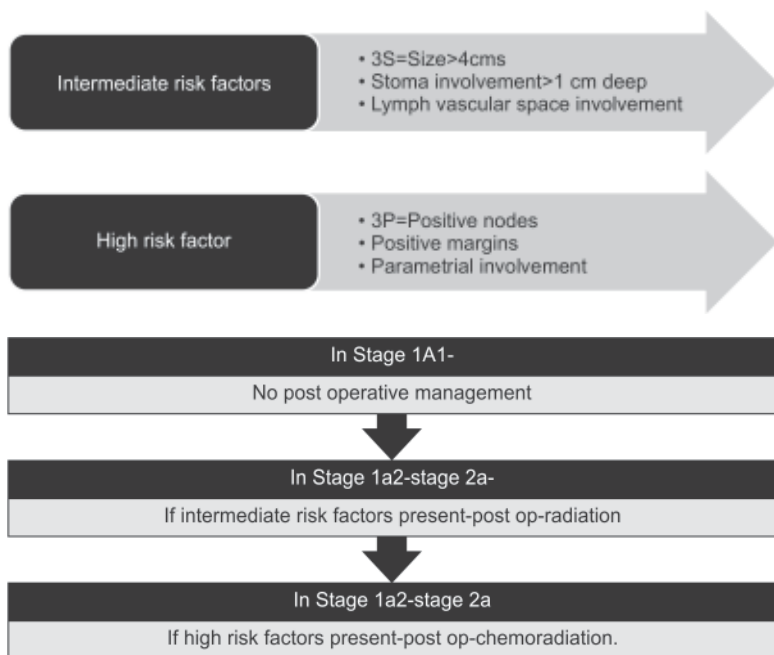 Intermediate risk factors
• 3S=Size>4cms
• Stoma involvement>1 cm deep
• Lymph vascular space involvement
High risk factor
• 3P=Positive nodes
• Positive margins
• Parametrial involvement
In Stage 1A1-
No post operative management
In Stage 1a2-stage 2a-
If intermediate risk factors present-post op-radiation
In Stage 1a2-stage 2a
If high risk factors present-post op-chemoradiation.